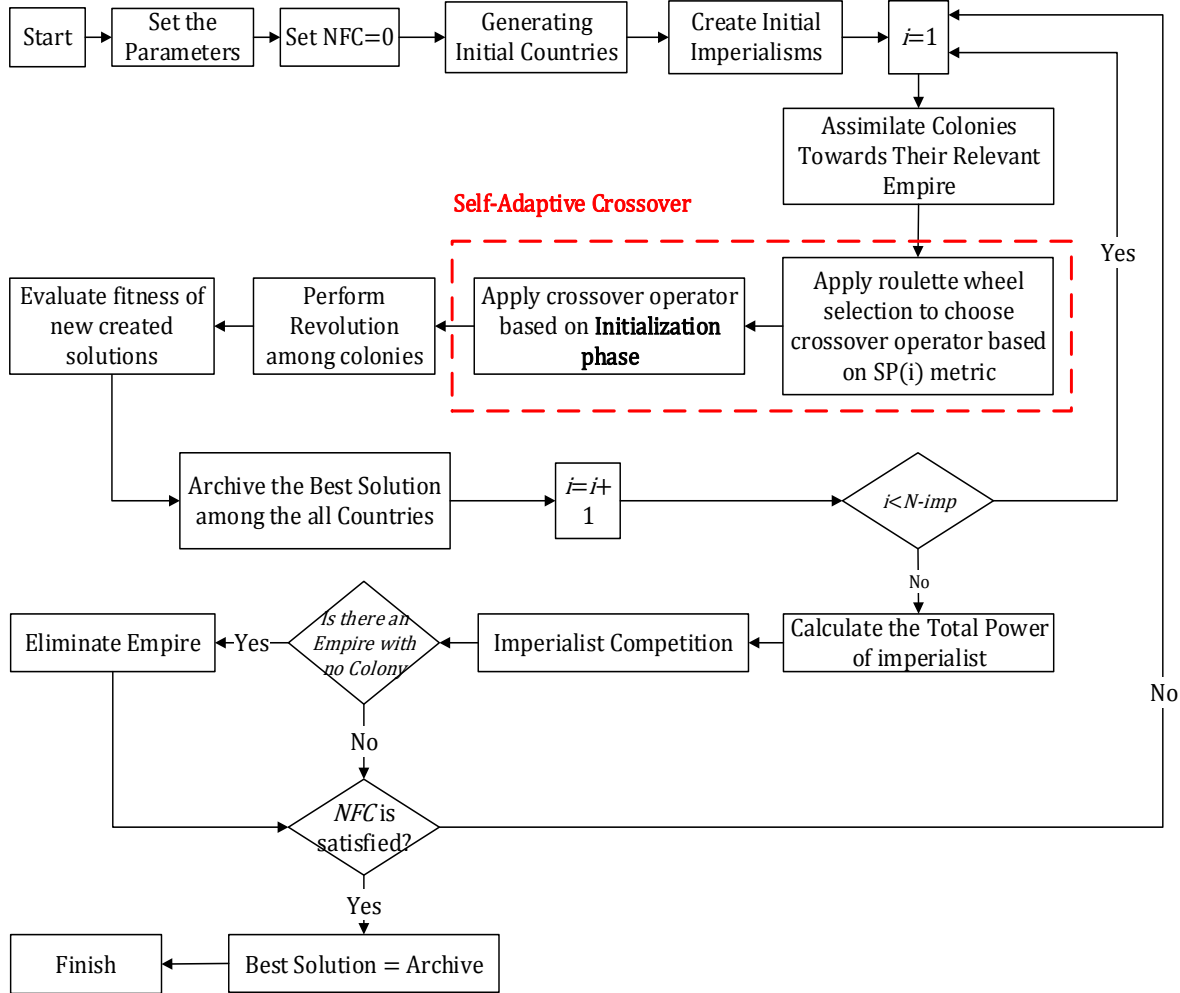 Start
Set the
Parameters
Set NFC=0
Generating
Initial Countries
Create Initial
Imperialisms
i=1
Assimilate Colonies
Towards Their Relevant
Empire
Self-Adaptive Crossover
Yes
Evaluate fitness of
new created
solutions
Perform
Revolution
among colonies
Apply crossover operator
based on Initialization
phase
Apply roulette wheel
selection to choose
crossover operator based
on SP(i) metric
Archive the Best Solution
among the all Countries
i=i+
1
i<N-imp
No
Eliminate Empire
Yes
Is there an
Empire with
no Colony
Imperialist Competition
Calculate the Total Power
of imperialist
No
No
NFC is
satisfied?
Yes
Finish
Best Solution = Archive